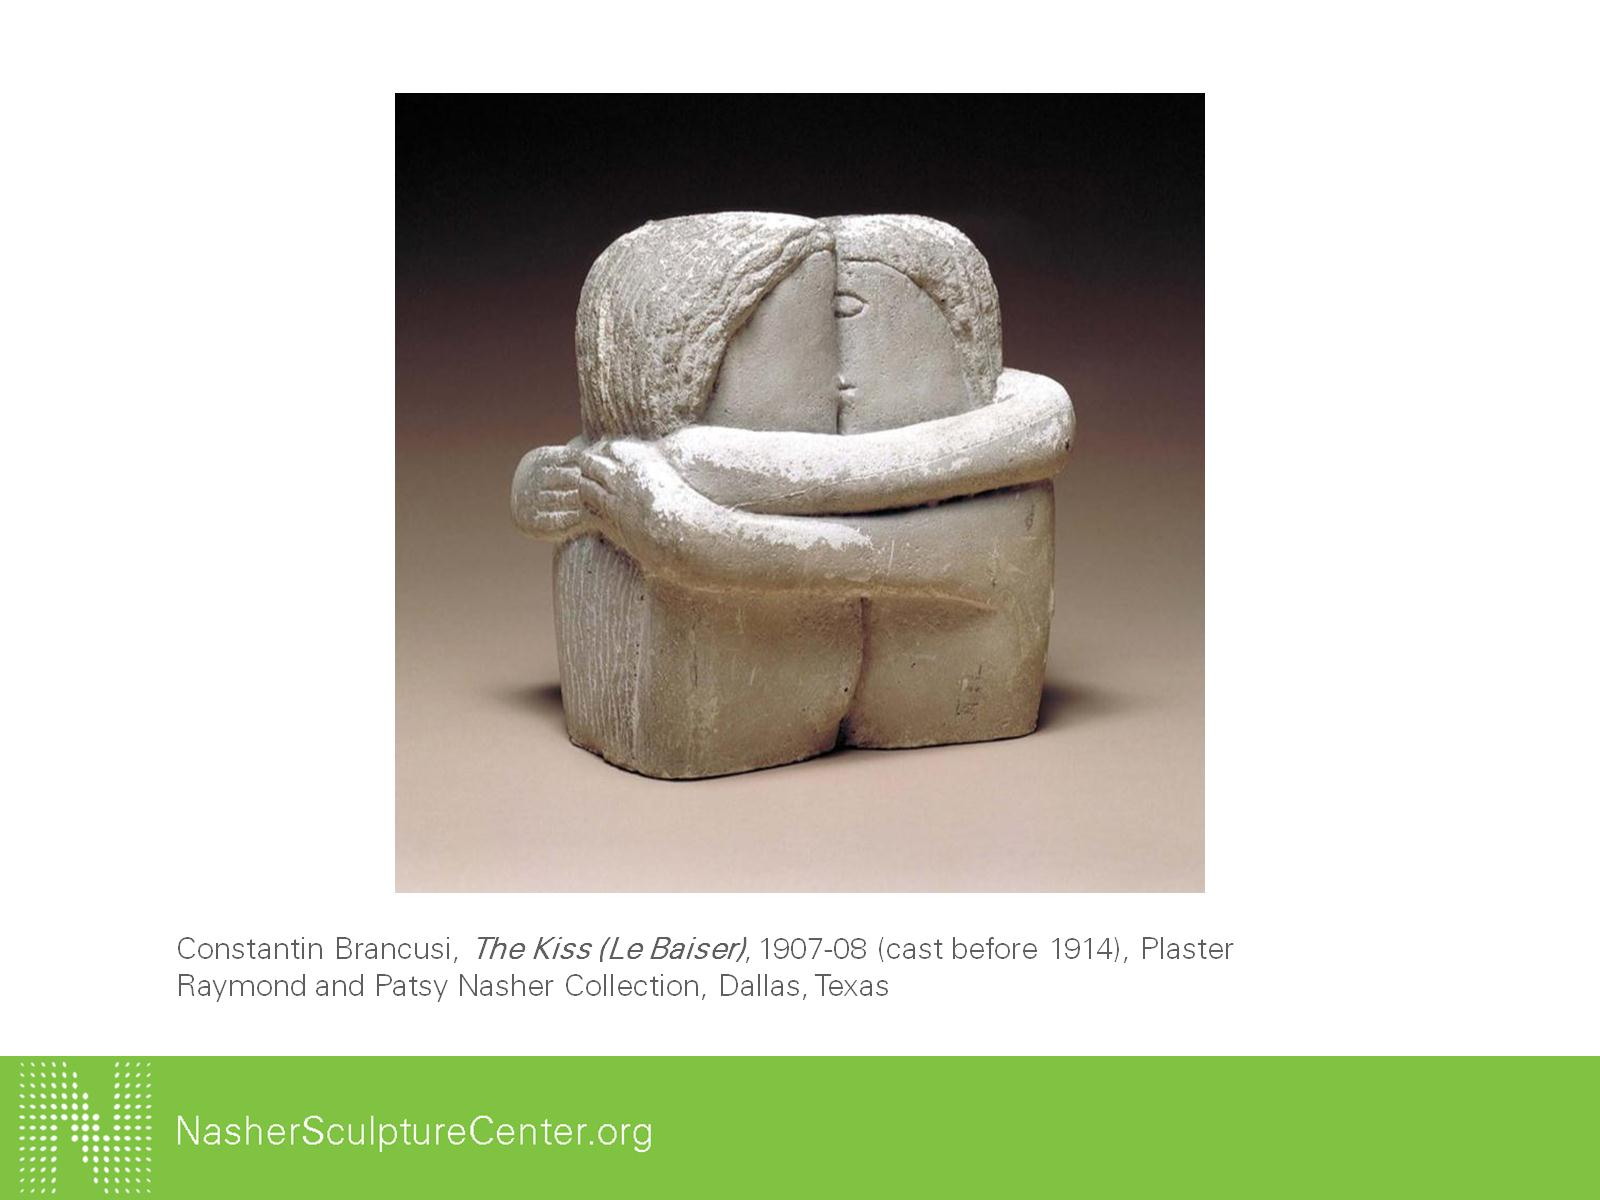 Constantin Brancusi, The Kiss (Le Baiser), 1907-08 (cast before 1914), Plaster
Raymond and Patsy Nasher Collection, Dallas, Texas
N
NasherSculptureCenter.org